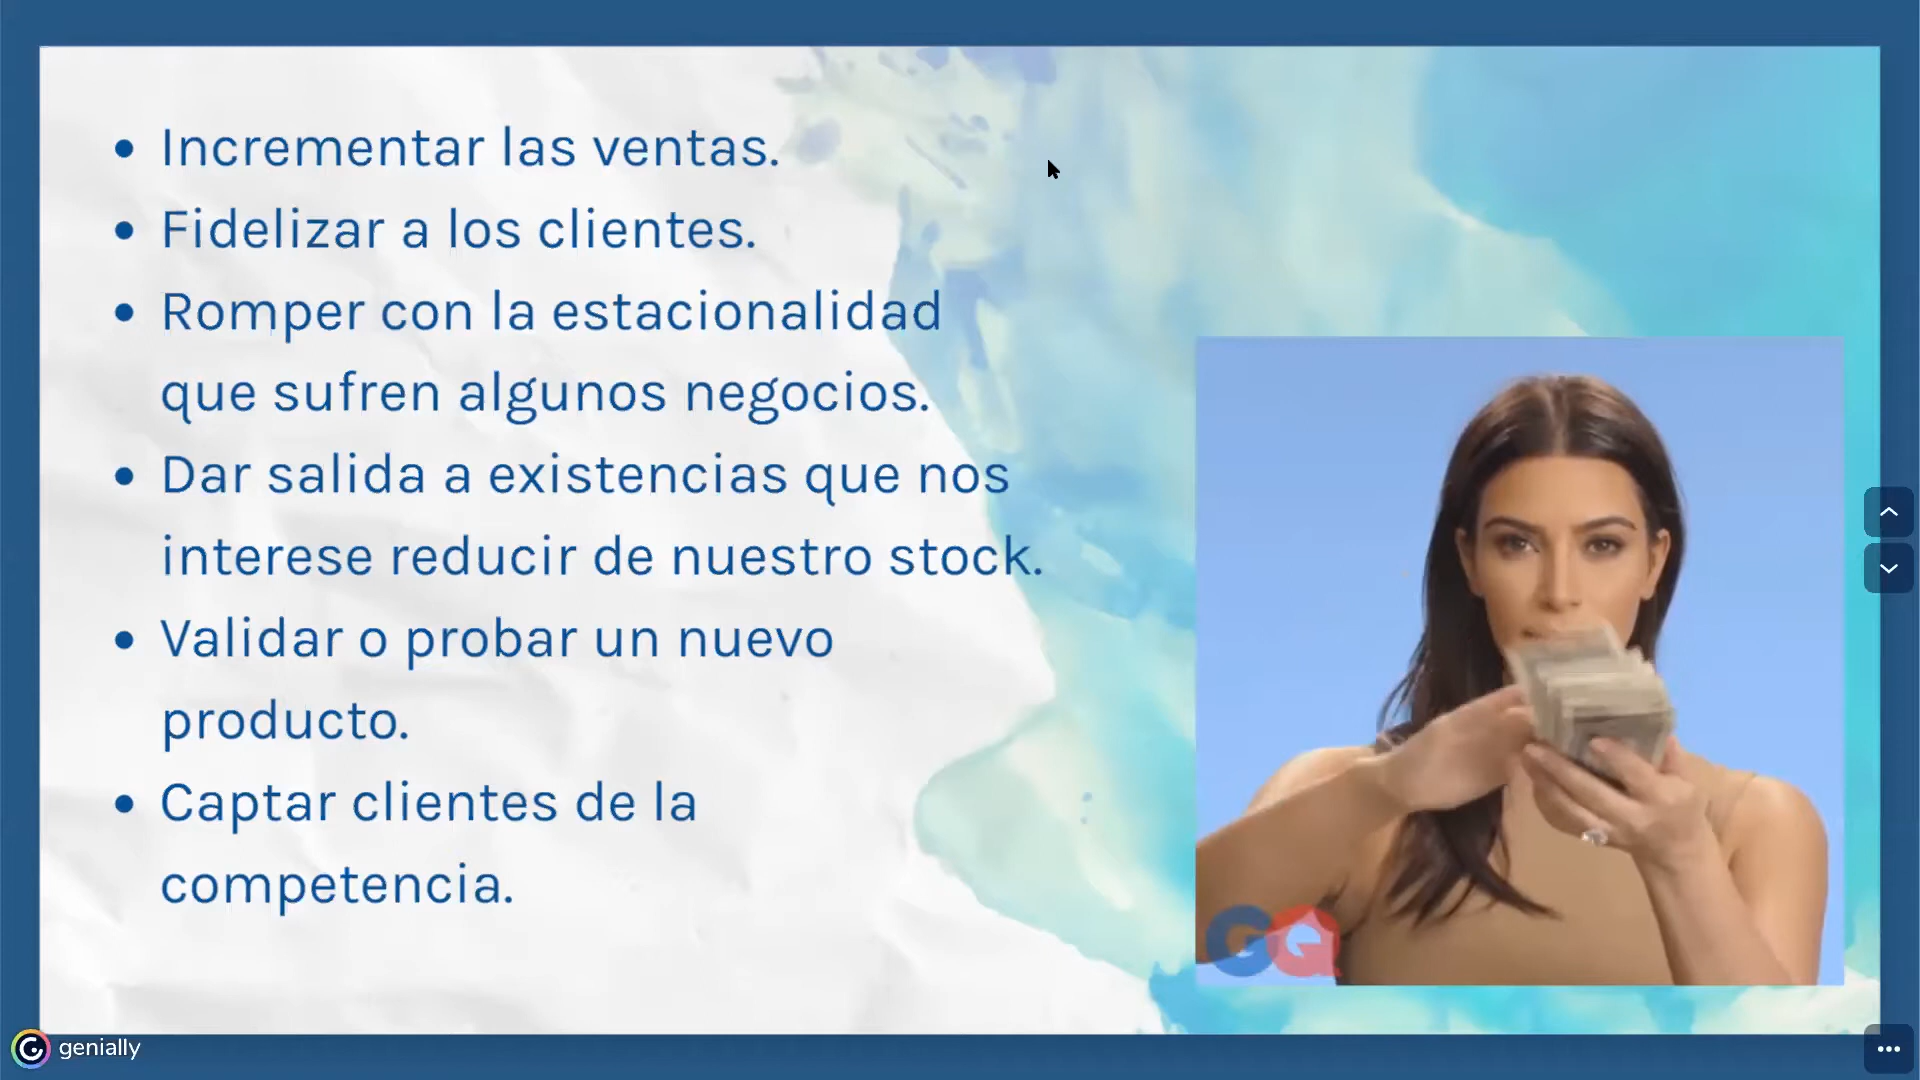 • Incrementar las ventas.
• Fidelizar a los clientes.
• Romper con la estacionalidad
que sufren algunos negocios.
• Dar salida a existencias que nos
interese reducir de nuestro stock.
• Validar o probar un nuevo
producto.
• Captar clientes de la
competencia.
GQ
genially